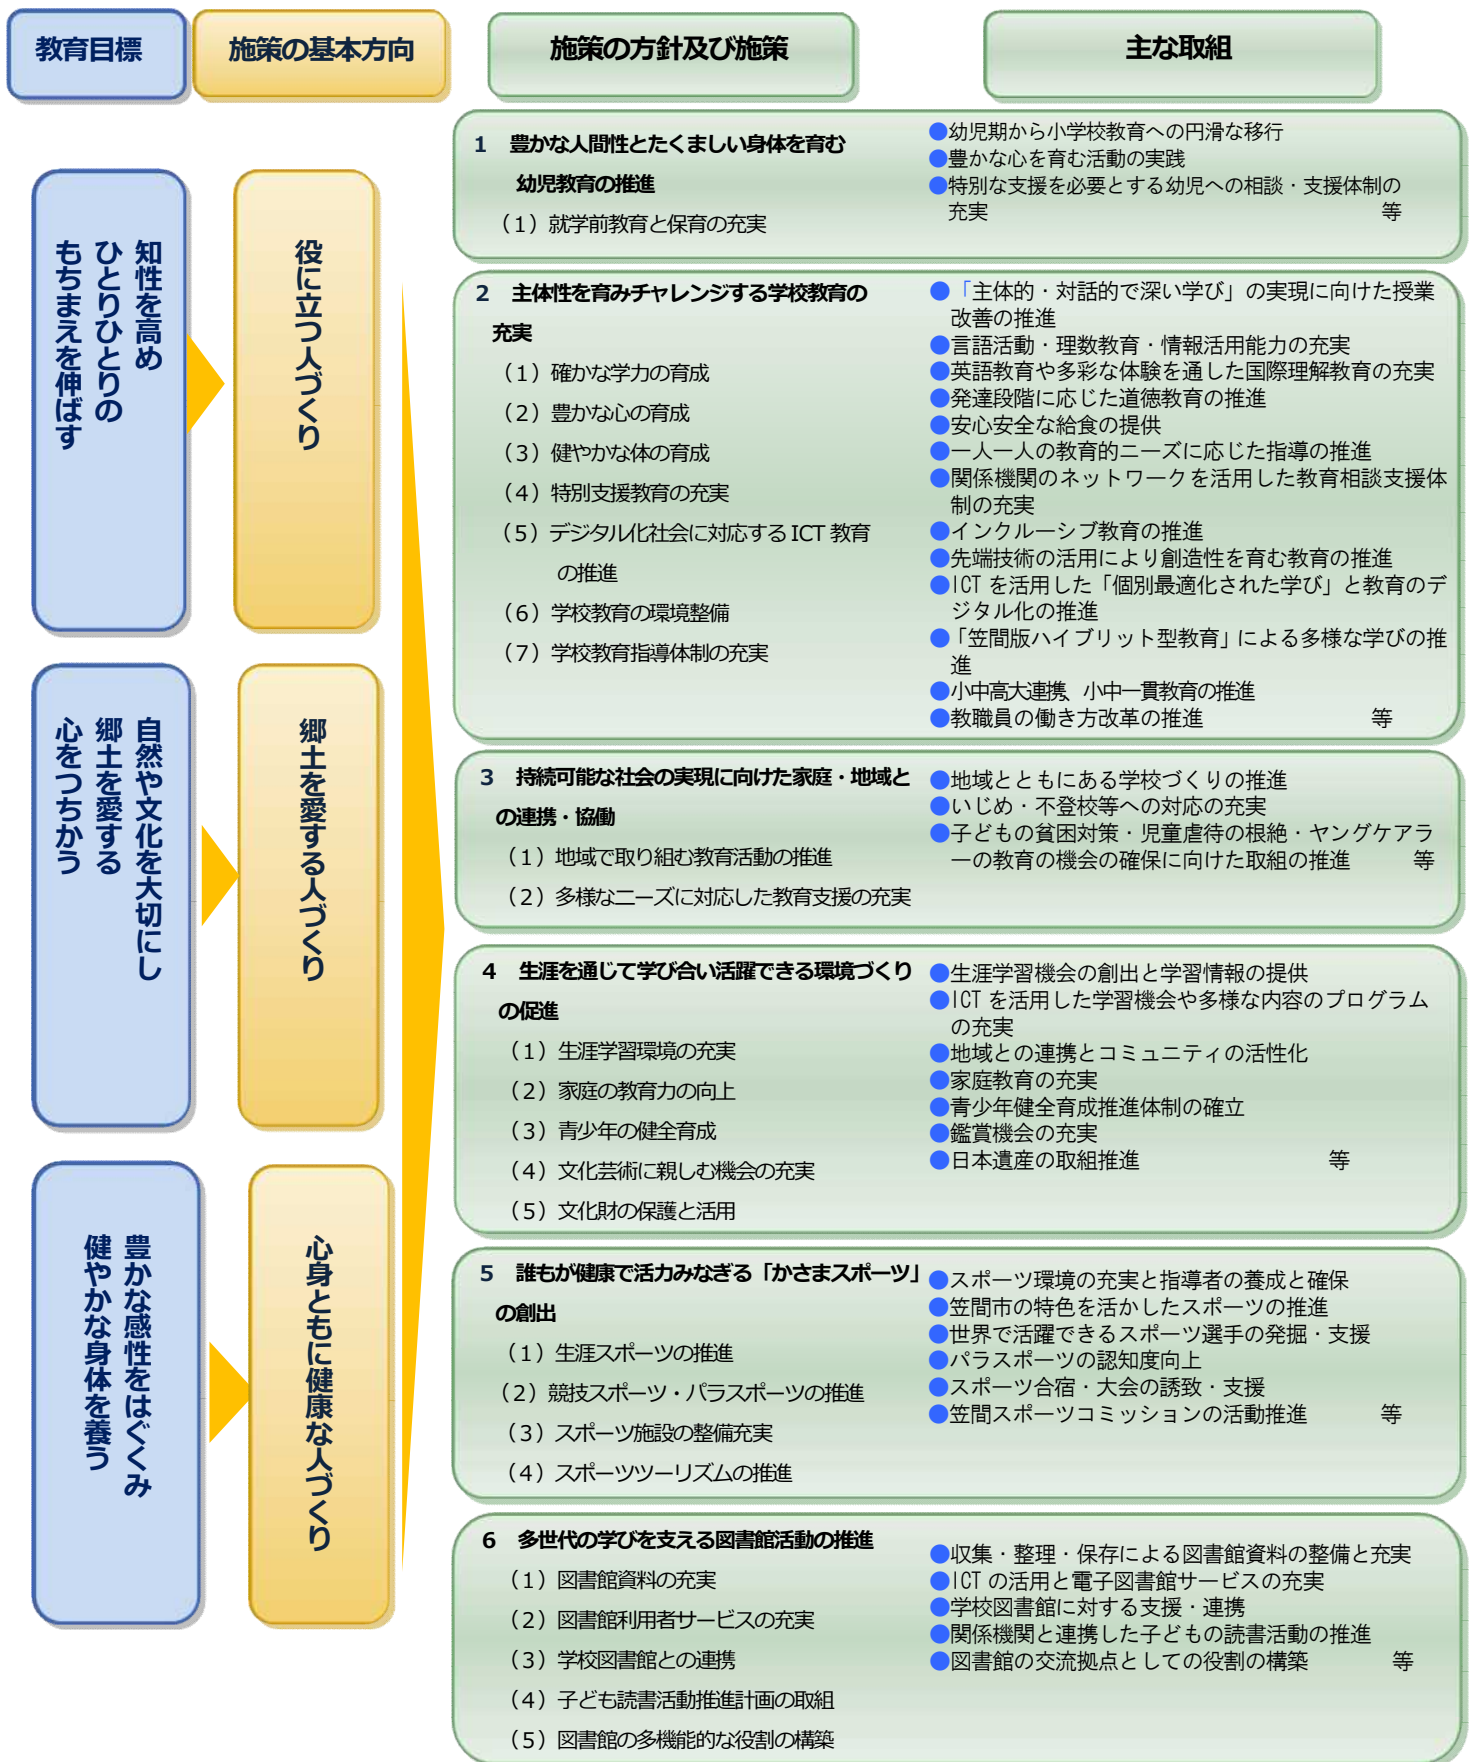 教育目標
施策の基本方向
施策の方針及び施策
主な取組
知性を高め
ひとりひとりの
もちまえを伸ばす
役に立つ人づくり
自然や文化を大切にし
郷土を愛する
心をつちかう
郷土を愛する人づくり
豊かな感性をはぐくみ
健やかな身体を養う
心身ともに健康な人づくり
1 豊かな人間性とたくましい身体を育む
幼児教育の推進
(1)就学前教育と保育の充実
●幼児期から小学校教育への円滑な移行
●豊かな心を育む活動の実践
●特別な支援を必要とする幼児への相談・支援体制の
充実 等
2 主体性を育みチャレンジする学校教育の
充実
(1)確かな学力の育成
(2)豊かな心の育成
(3)健やかな体の育成
(4)特別支援教育の充実
(5)デジタル化社会に対応する ICT 教育
の推進
(6)学校教育の環境整備
(7)学校教育指導体制の充実
●「主体的・対話的で深い学び」の実現に向けた授業
改善の推進
●言語活動・理数教育・情報活用能力の充実
●英語教育や多彩な体験を通した国際理解教育の充実
●発達段階に応じた道徳教育の推進
●安心安全な給食の提供
●一人一人の教育的ニーズに応じた指導の推進
●関係機関のネットワークを活用した教育相談支援体
制の充実
●インクルーシブ教育の推進
●先端技術の活用により創造性を育む教育の推進
●ICT を活用した「個別最適化された学び」と教育のデ
ジタル化の推進
●「笠間版ハイブリット型教育」による多様な学びの推
進
●小中高大連携、小中一貫教育の推進
●教職員の働き方改革の推進 等
3 持続可能な社会の実現に向けた家庭・地域と
の連携・協働
(1)地域で取り組む教育活動の推進
(2)多様なニーズに対応した教育支援の充実
●地域とともにある学校づくりの推進
●いじめ・不登校等への対応の充実
●子どもの貧困対策・児童虐待の根絶・ヤングケアラ
ーの教育の機会の確保に向けた取組の推進 等
4 生涯を通じて学び合い活躍できる環境づくり
の促進
(1)生涯学習環境の充実
(2)家庭の教育力の向上
(3)青少年の健全育成
(4)文化芸術に親しむ機会の充実
(5)文化財の保護と活用
●生涯学習機会の創出と学習情報の提供
●ICT を活用した学習機会や多様な内容のプログラム
の充実
●地域との連携とコミュニティの活性化
●家庭教育の充実
●青少年健全育成推進体制の確立
●鑑賞機会の充実
●日本遺産の取組推進 等
5 誰もが健康で活力みなぎる「かさまスポーツ」
の創出
(1)生涯スポーツの推進
(2)競技スポーツ・パラスポーツの推進
(3)スポーツ施設の整備充実
(4)スポーツツーリズムの推進
●スポーツ環境の充実と指導者の養成と確保
●笠間市の特色を活かしたスポーツの推進
●世界で活躍できるスポーツ選手の発掘・支援
●パラスポーツの認知度向上
●スポーツ合宿・大会の誘致・支援
●笠間スポーツコミッションの活動推進 等
6 多世代の学びを支える図書館活動の推進
(1)図書館資料の充実
(2)図書館利用者サービスの充実
(3)学校図書館との連携
(4)子ども読書活動推進計画の取組
(5)図書館の多機能的な役割の構築
●収集・整理・保存による図書館資料の整備と充実
●ICT の活用と電子図書館サービスの充実
●学校図書館に対する支援・連携
●関係機関と連携した子どもの読書活動の推進
●図書館の交流拠点としての役割の構築 等